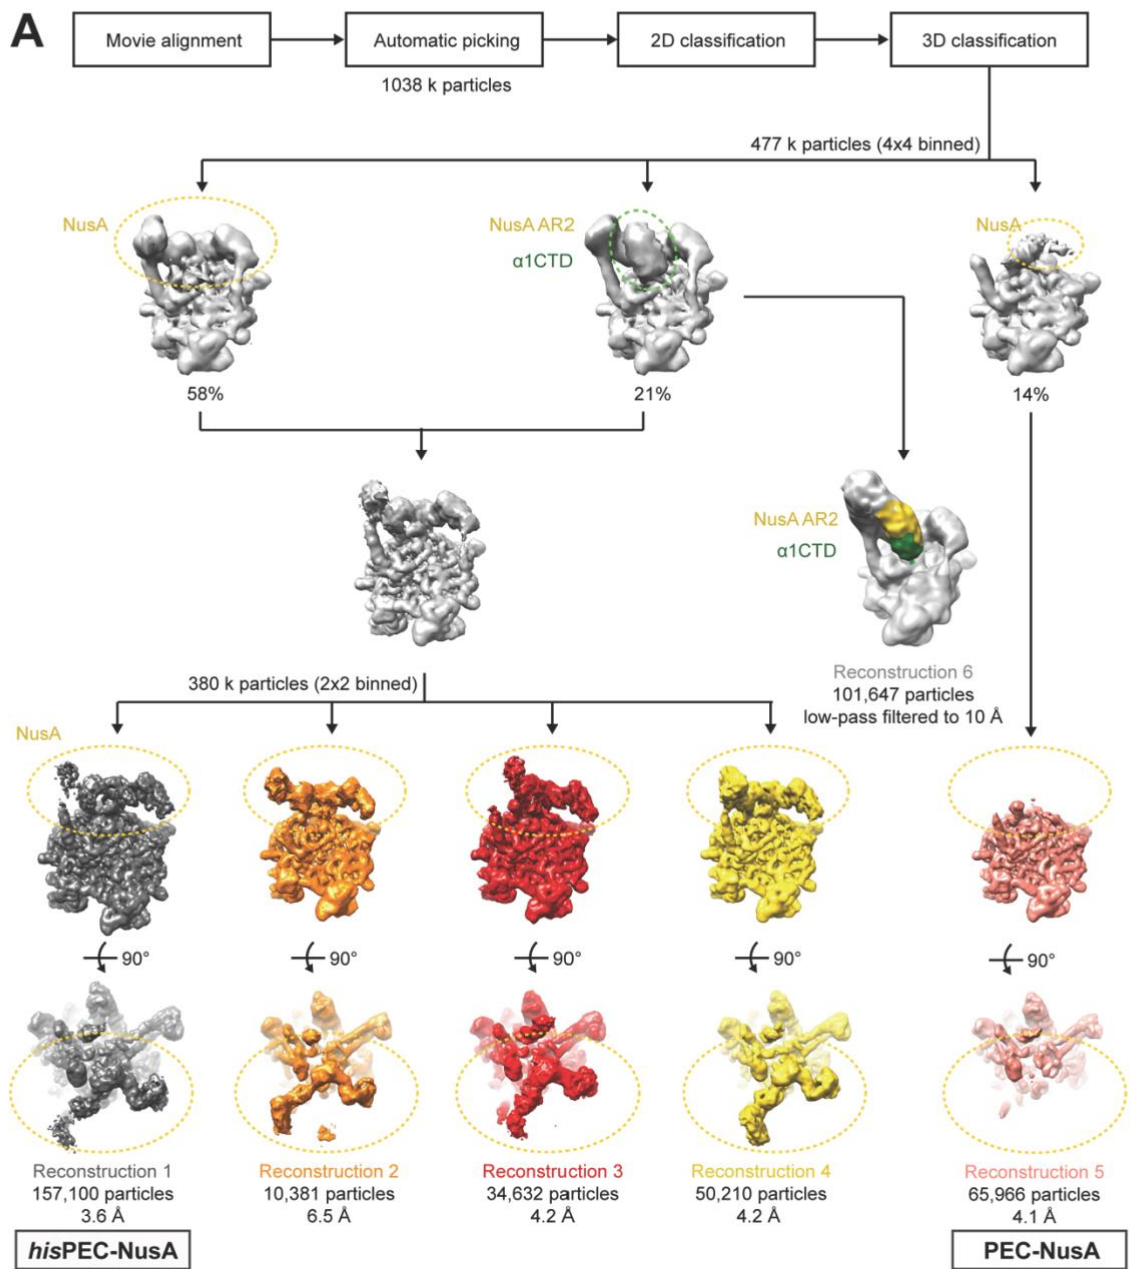 A
Movie alignment
Automatic picking
2D classification
3D classification
1038 k particles
477 k particles (4x4 binned)
NusA
NusA AR2
α1CTD
NusA
58%
21%
14%
NusA AR2
α1CTD
Reconstruction 6
101,647 particles
low-pass filtered to 10 Å
380 k particles (2x2 binned)
NusA
90°
90°
90°
90°
90°
Reconstruction 1
157,100 particles
3.6 Å
hisPEC-NusA
Reconstruction 2
10,381 particles
6.5 Å
Reconstruction 3
34,632 particles
4.2 Å
Reconstruction 4
50,210 particles
4.2 Å
Reconstruction 5
65,966 particles
4.1 Å
PEC-NusA